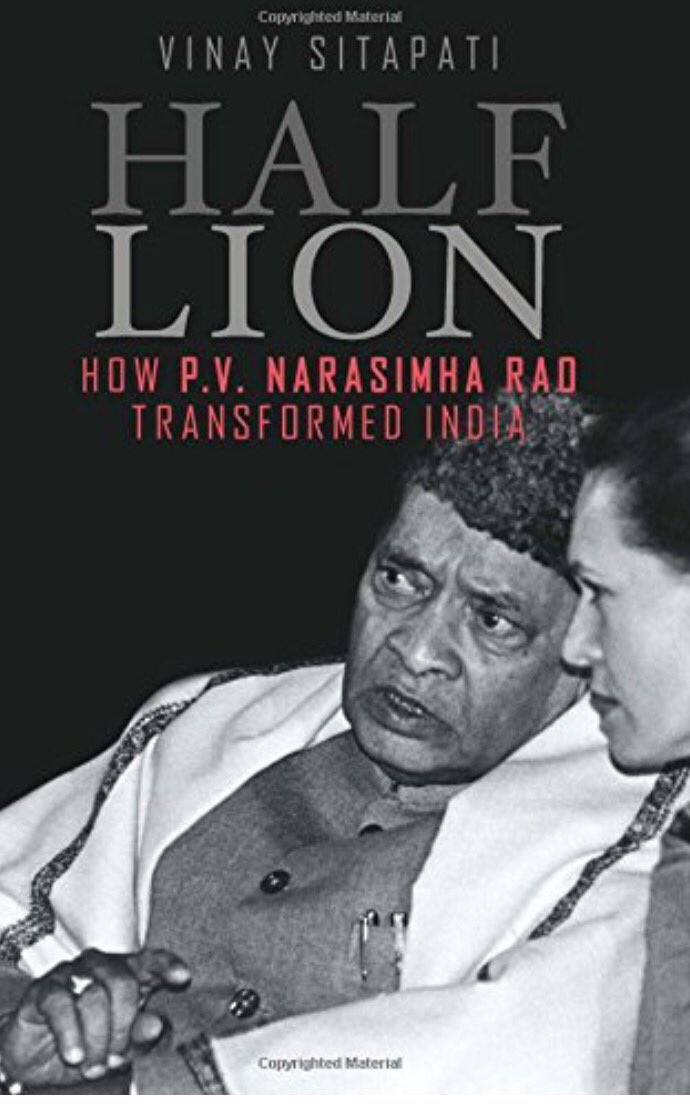 Copyrighted Material
VINAY SITAPATI
HALF
LION
HOW P.V. NARASIMHA RAO
TRANSFORMED INDIA
Copyrighted Material